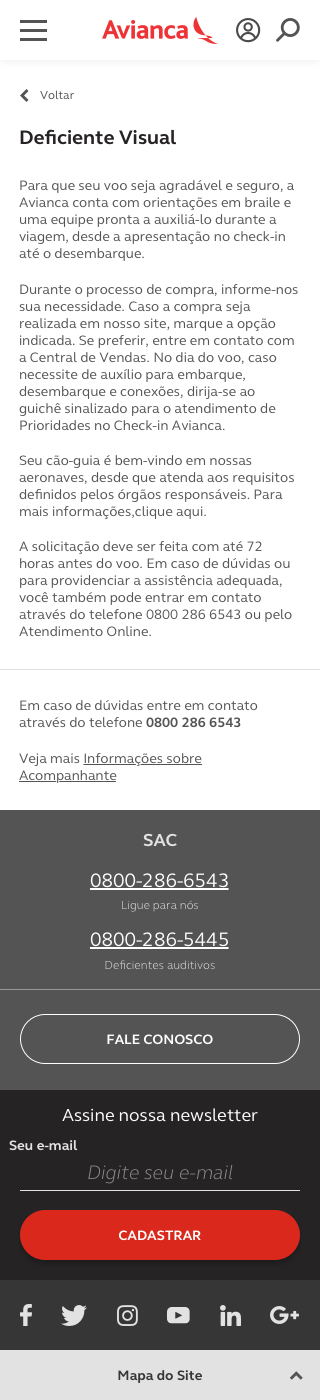 Avianca
Voltar
Deficiente Visual
Para que seu voo seja agradável e seguro, a
Avianca conta com orientações em braile e
uma equipe pronta a auxiliá-lo durante a
viagem, desde a apresentação no check-in
até o desembarque.
Durante o processo de compra, informe-nos
sua necessidade. Caso a compra seja
realizada em nosso site, marque a opção
indicada. Se preferir, entre em contato com
a Central de Vendas. No dia do voo, caso
necessite de auxílio para embarque,
desembarque e conexões, dirija-se ao
guichê sinalizado para o atendimento de
Prioridades no Check-in Avianca.
Seu cão-guia é bem-vindo em nossas
aeronaves, desde que atenda aos requisitos
definidos pelos órgãos responsáveis. Para
mais informações,clique aqui.
A solicitação deve ser feita com até 72
horas antes do voo. Em caso de dúvidas ou
para providenciar a assistência adequada,
você também pode entrar em contato
através do telefone 0800 286 6543 ou pelo
Atendimento Online.
Em caso de dúvidas entre em contato
através do telefone 0800 286 6543
Veja mais Informações sobre
Acompanhante
SAC
0800-286-6543
Ligue para nós
0800-286-5445
Deficientes auditivos
FALE CONOSCO
Assine nossa newsletter
Seu e-mail
Digite seu e-mail
CADASTRAR
Mapa do Site